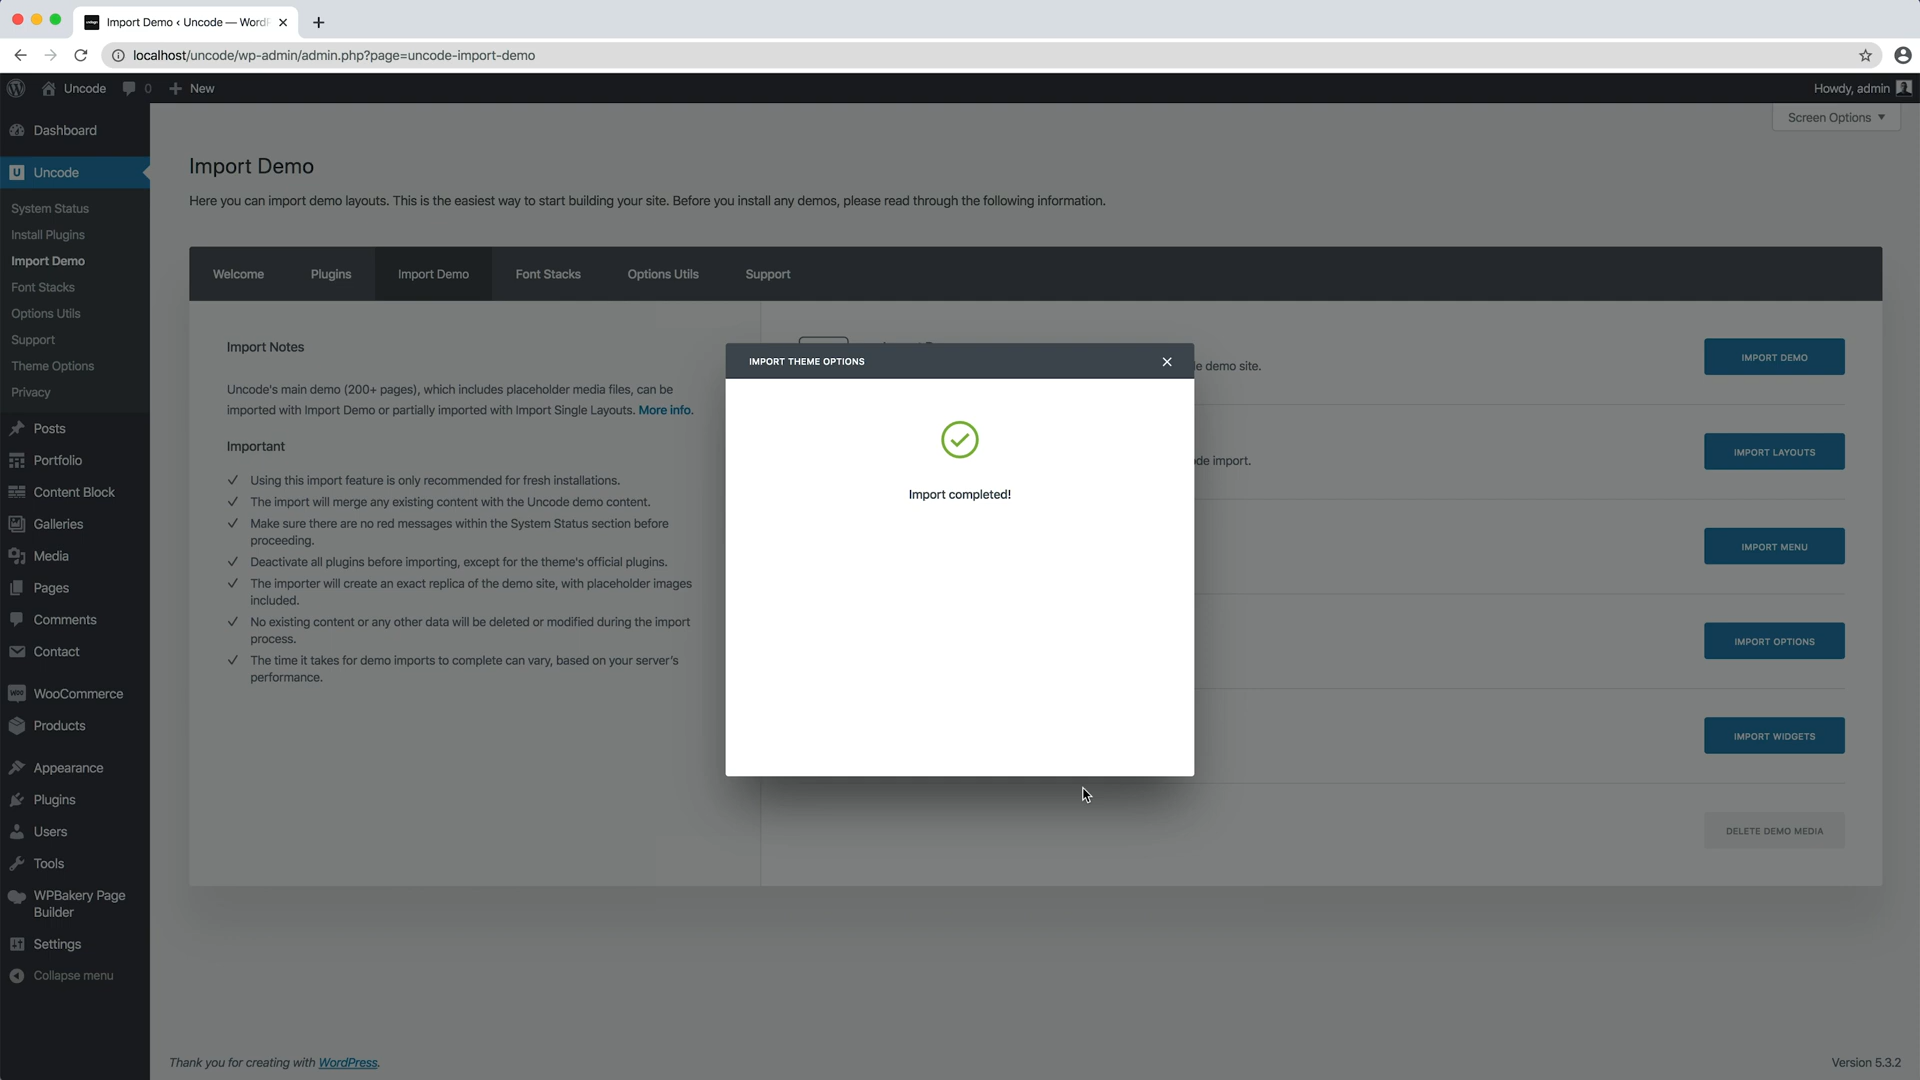 Import Demo ‹ Uncode — Word
localhost/uncode/wp-admin/admin.php?page=uncode-import-demo
Uncode
0
New
Howdy, admin
Screen Options
Dashboard
Uncode
System Status
Install Plugins
Import Demo
Font Stacks
Options Utils
Support
Theme Options
Privacy
Posts
Portfolio
Content Block
Galleries
Media
Pages
Comments
Contact
WooCommerce
Products
Appearance
Plugins
Users
Tools
WPBakery Page
Builder
Settings
Collapse menu
Import Demo
Here you can import demo layouts. This is the easiest way to start building your site. Before you install any demos, please read through the following information.
Welcome
Plugins
Import Demo
Font Stacks
Options Utils
Support
Import Notes
Uncode's main demo (200+ pages), which includes placeholder media files, can be
imported with Import Demo or partially imported with Import Single Layouts. More info.
Important
Using this import feature is only recommended for fresh installations.
The import will merge any existing content with the Uncode demo content.
Make sure there are no red messages within the System Status section before
proceeding.
Deactivate all plugins before importing, except for the theme's official plugins.
The importer will create an exact replica of the demo site, with placeholder images
included.
No existing content or any other data will be deleted or modified during the import
process.
The time it takes for demo imports to complete can vary, based on your server's
performance.
IMPORT THEME OPTIONS
Import completed!
demo site.
import.
IMPORT DEMO
IMPORT LAYOUTS
IMPORT MENU
IMPORT OPTIONS
IMPORT WIDGETS
DELETE DEMO MEDIA
Thank you for creating with WordPress.
Version 5.3.2